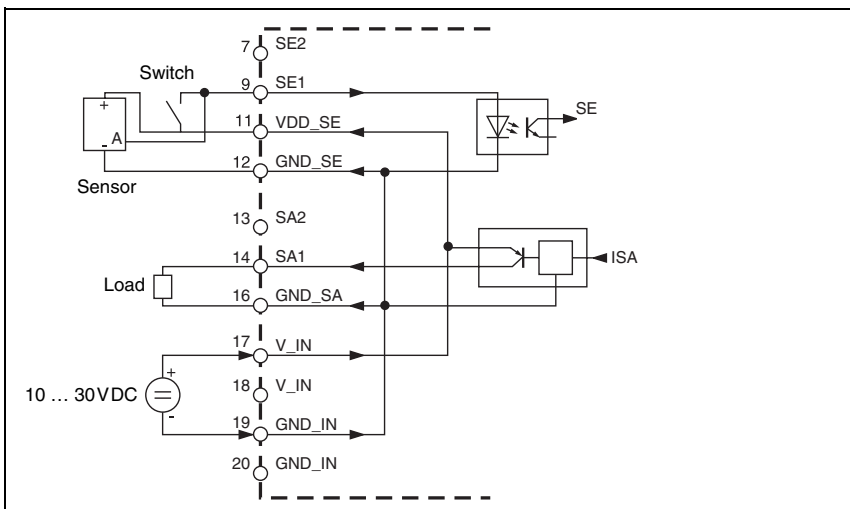 7 SE2
Switch
9 SE1
SE
+
11 VDD_SE
A
-
12 GND_SE
Sensor
13 SA2
14 SA1
ISA
Load
16 GND_SA
17 V_IN
+
10 ... 30VDC
18 V_IN
-
19 GND_IN
20 GND_IN